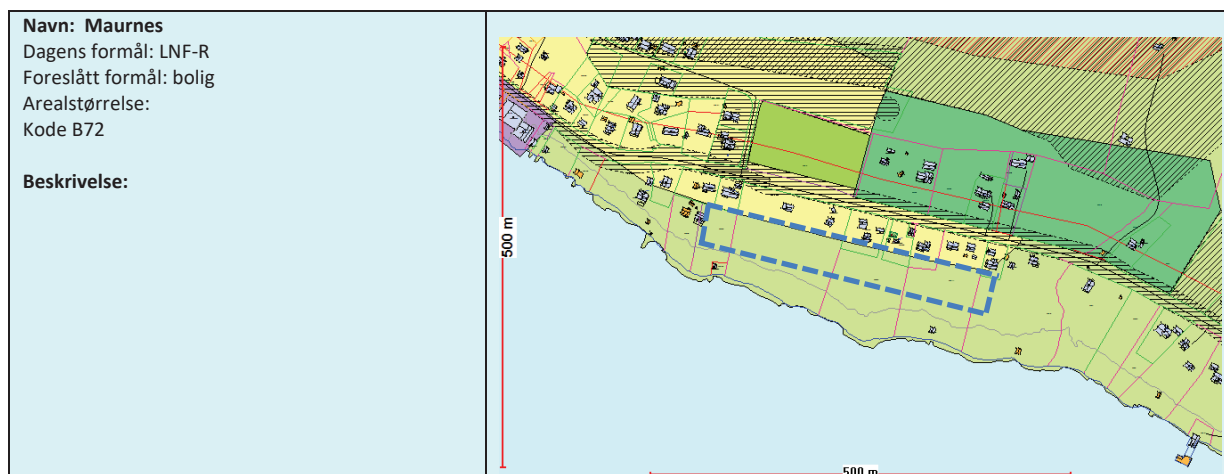 Navn: Maurnes
Dagens formål: LNF-R
Foreslått formål: bolig
Arealstørrelse:
Kode B72
Beskrivelse:
500 m
500 m